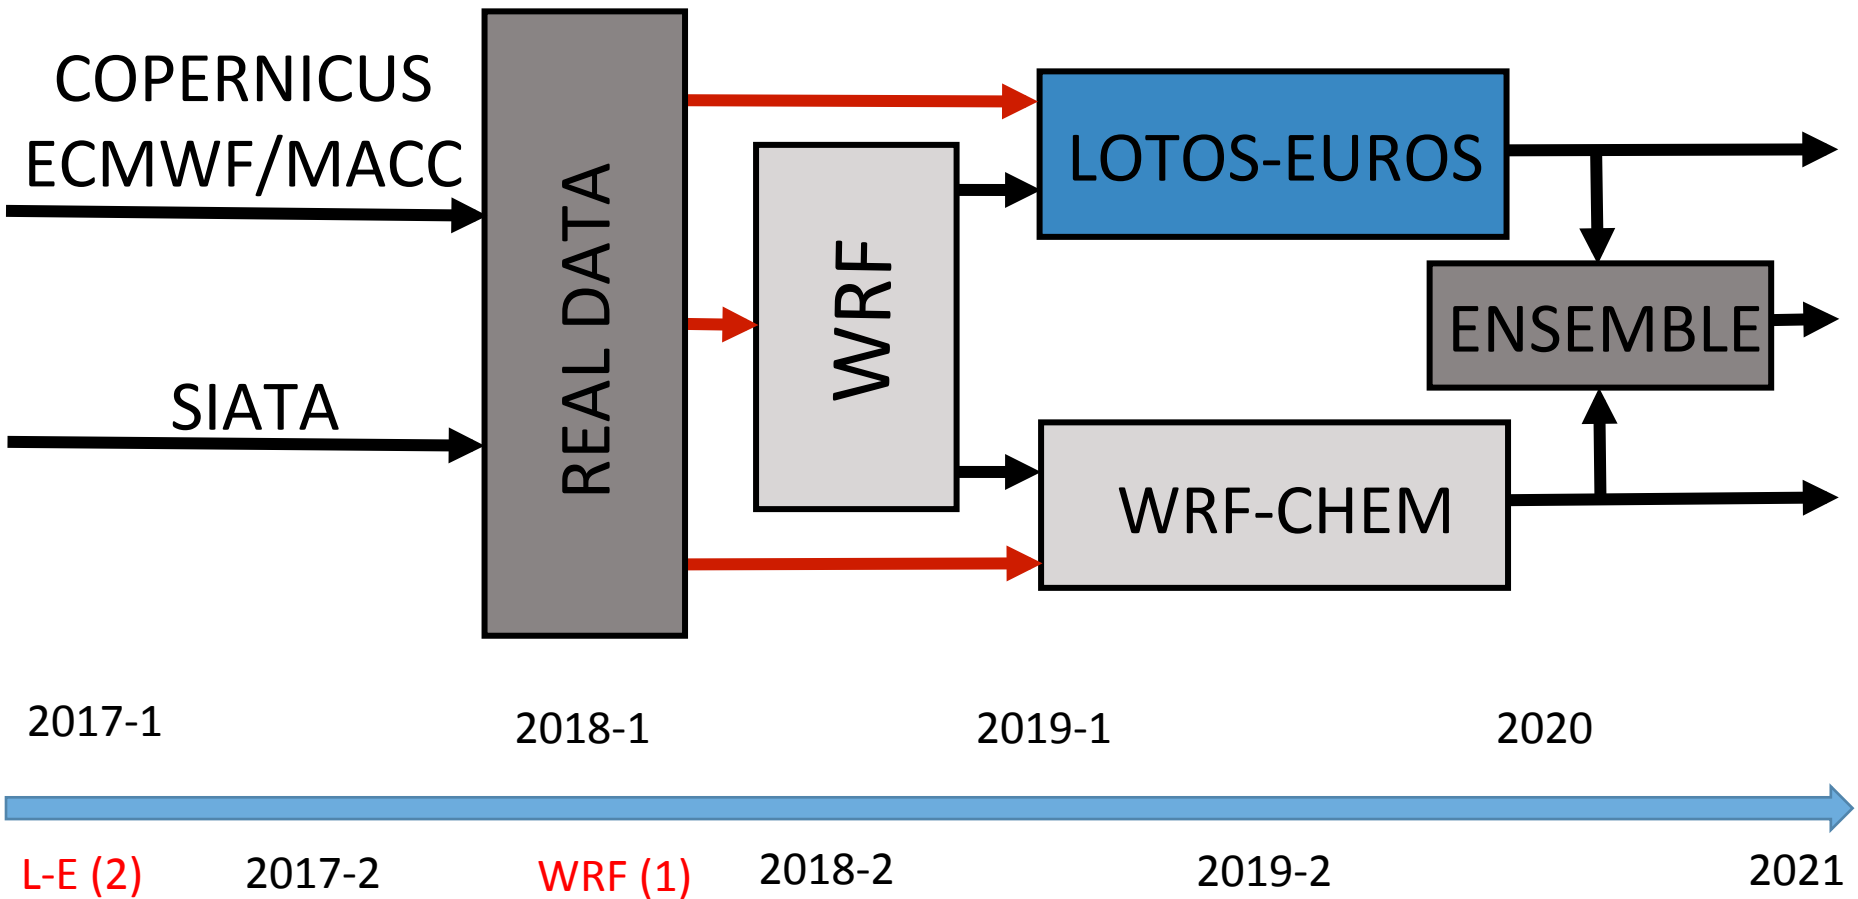 COPERNICUS
ECMWF/MACC
SIATA
REAL DATA
WRF
LOTOS-EUROS
WRF-CHEM
ENSEMBLE
2017-1
2018-1
2019-1
2020
L-E (2)
2017-2
WRF (1)
2018-2
2019-2
2021